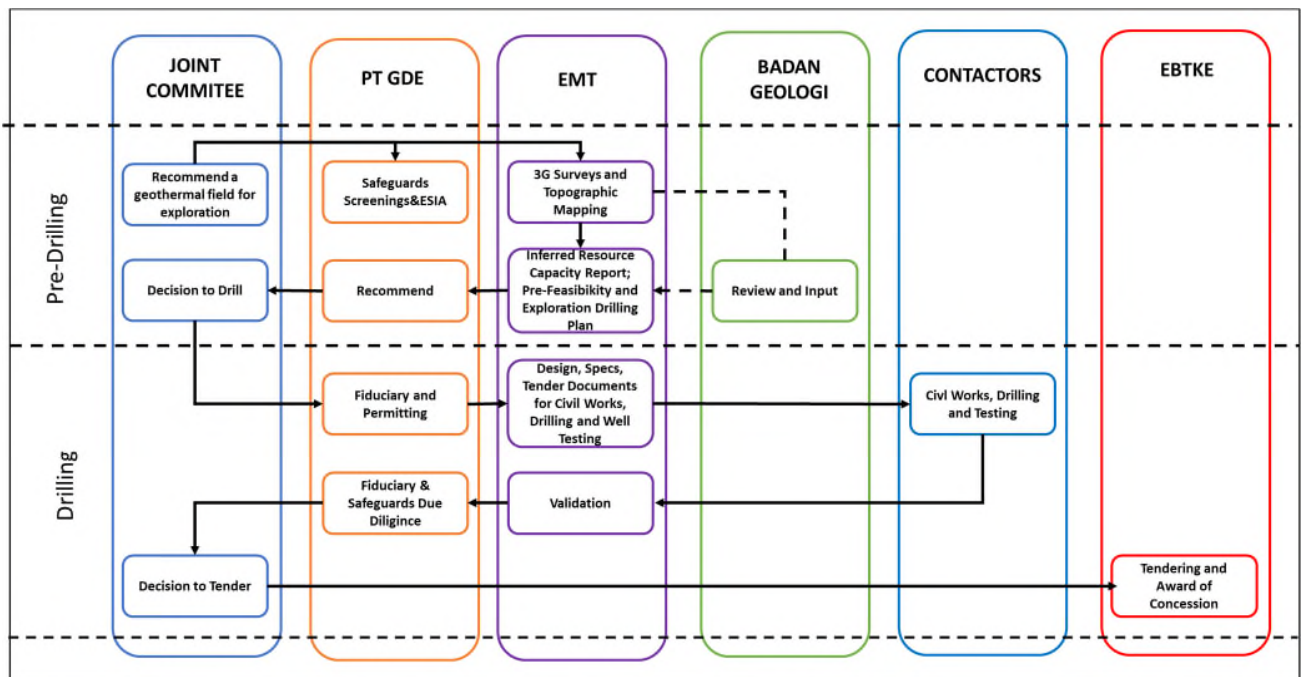 JOINT
COMMITEE
PT GDE
EMT
BADAN
GEOLOGI
CONTACTORS
EBTKE
Pre-Drilling
Recommend a
geothermal field for
exploration
Safeguards
Screenings&ESIA
3G Surveys and
Topographic
Mapping
Decision to Drill
Recommend
Inferred Resource
Capacity Report;
Pre-Feasibikity and
Exploration Drilling
Plan
Review and Input
Drilling
Fiduciary and
Permitting
Design, Specs,
Tender Documents
for Civil Works,
Drilling and Well
Testing
Civl Works, Drilling
and Testing
Fiduciary &
Safeguards Due
Diligince
Validation
Decision to Tender
Tendering and
Award of
Concession